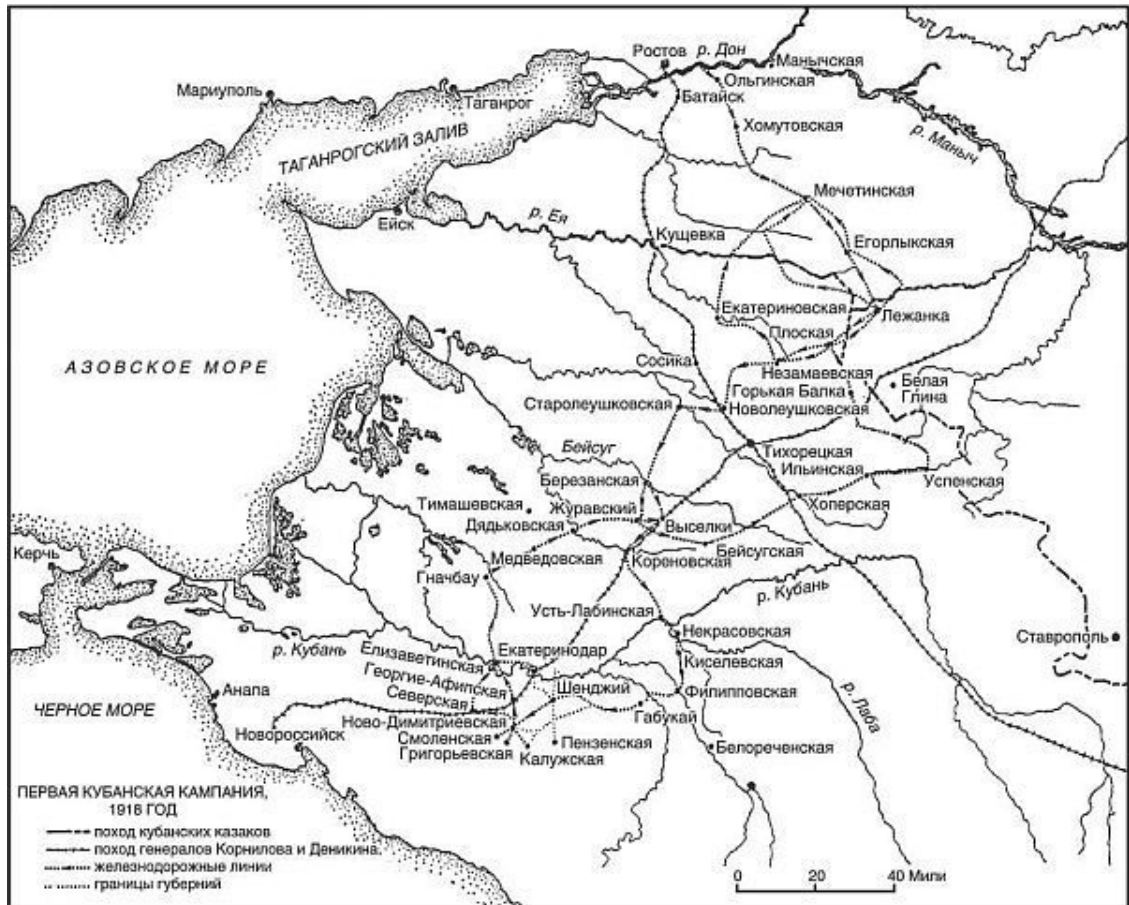 Ростов
р. Дон
Манычская
Ольгинская
Мариуполь
Таганрог
Батайск
Хомутовская
р. Маныч
ТАГАНРОГСКИЙ ЗАЛИВ
Мечетинская
Ейск
р. Ея
Кущевка
Егорлыкская
Екатериновская
Лежанка
Плоская
АЗОВСКОЕ МОРЕ
Сосика
Незамаевская
Горькая Балка
Белая
Глина
Старолеушковская
Новолеушковская
Бейсуг
Тихорецкая
Ильинская
Березанская
Успенская
Тимашевская
Журавский
Хоперская
Дядьковская
Выселки
Керчь
Медведовская
Кореновская
Бейсугская
Гначбау
р. Кубань
Усть-Лабинская
Некрасовская
Ставрополь
р. Кубань
Елизаветинская
Екатеринодар
Киселевская
Георгие-Афипская
Шенджий
Филипповская
р. Лаба
Анапа
Северская
Габукай
ЧЕРНОЕ МОРЕ
Ново-Димитриевская
Новороссийск
Смоленская
Пензенская
Белореченская
Григорьевская
Калужская
ПЕРВАЯ КУБАНСКАЯ КАМПАНИЯ,
1918 ГОД
поход кубанских казаков
поход генералов Корнилова и Деникина
железнодорожные линии
границы губерний
0 20 40 Мили